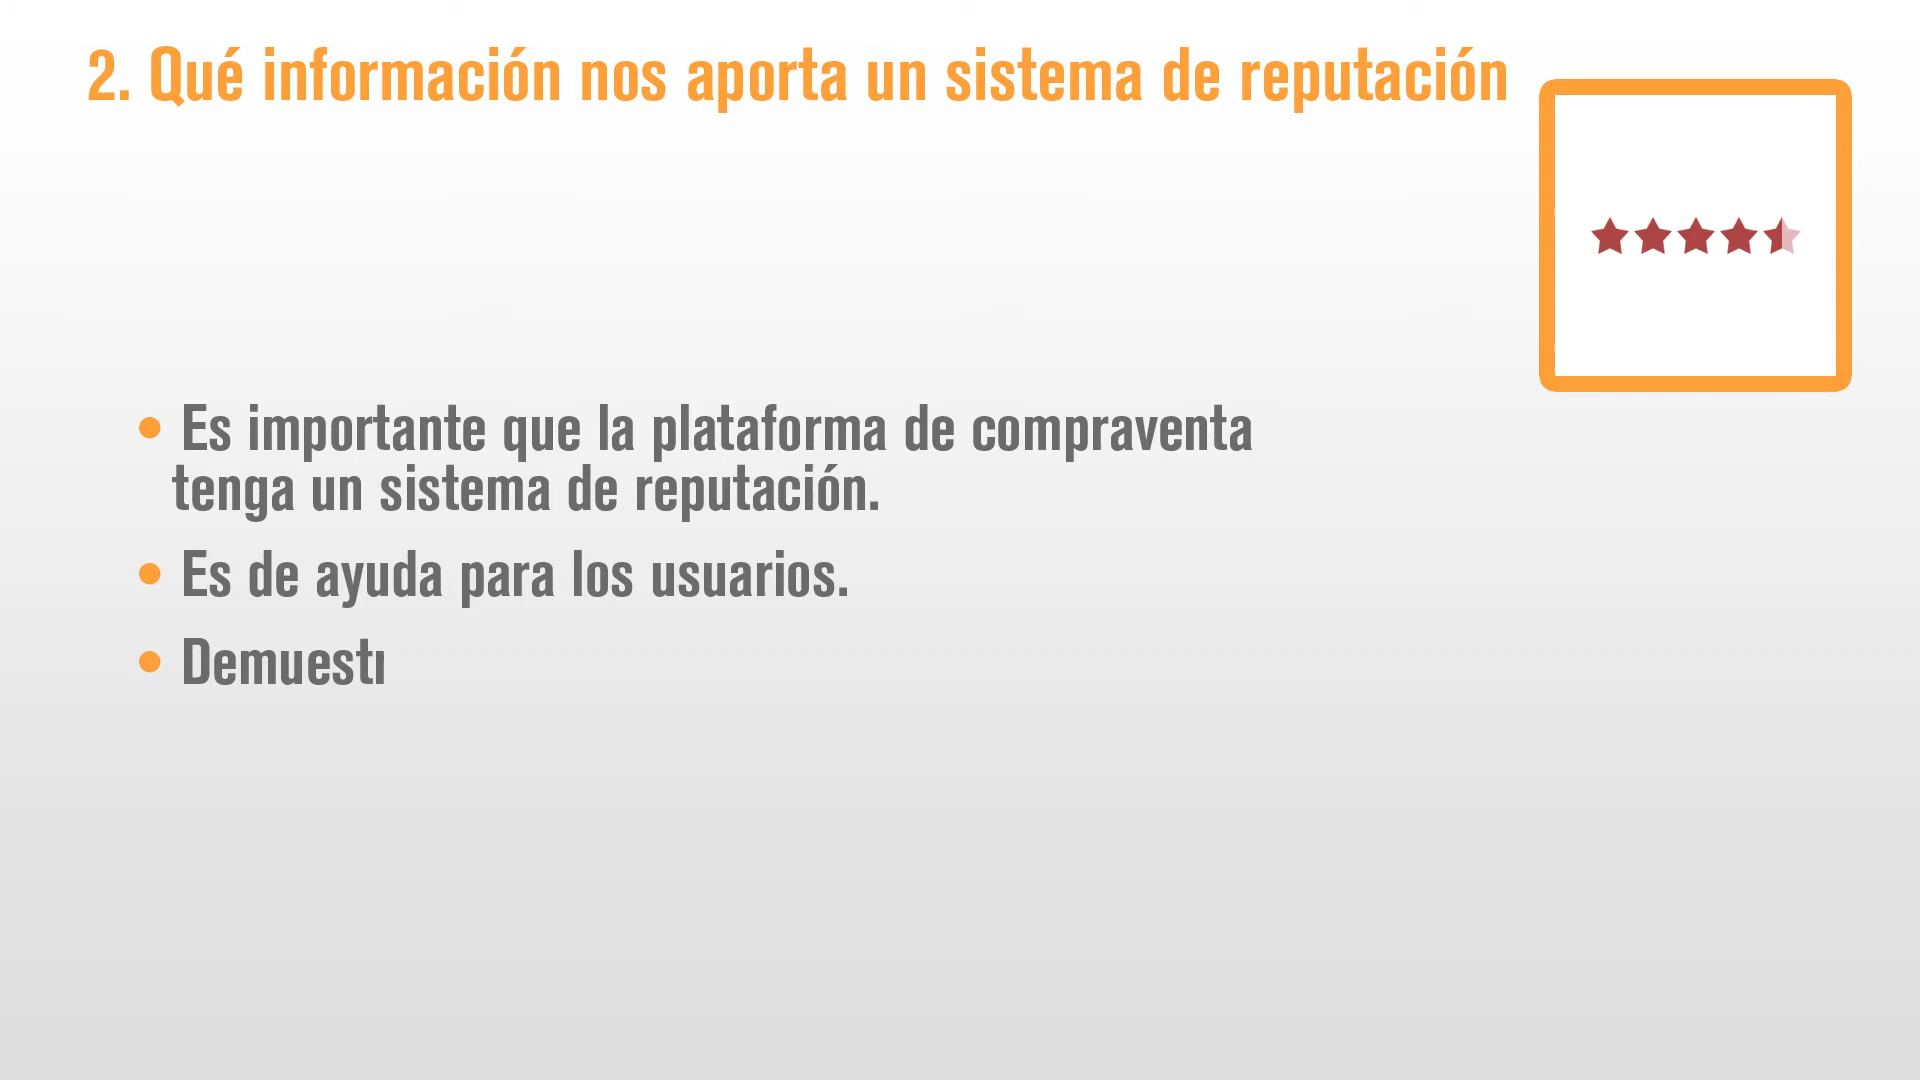 2. Qué información nos aporta un sistema de reputación
• Es importante que la plataforma de compraventa
tenga un sistema de reputación.
• Es de ayuda para los usuarios.
• Demuest